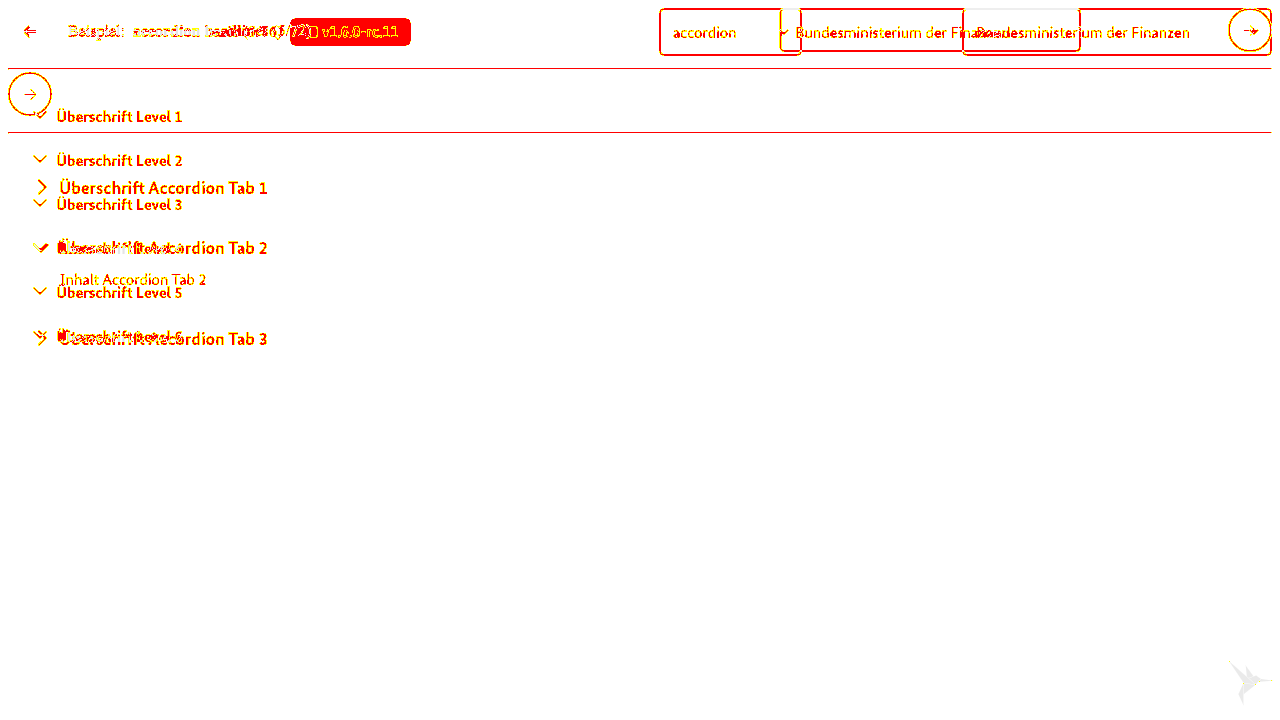 Beispiel: accordion v1.6.0-rc.11 accordion Bundesministerium der Finanzen Bundesministerium der Finanzen
Überschrift Level 1
Überschrift Level 2
Überschrift Accordion Tab 1
Überschrift Level 3
Überschrift Accordion Tab 2
Inhalt Accordion Tab 2
Überschrift Level 5
Überschrift Accordion Tab 3